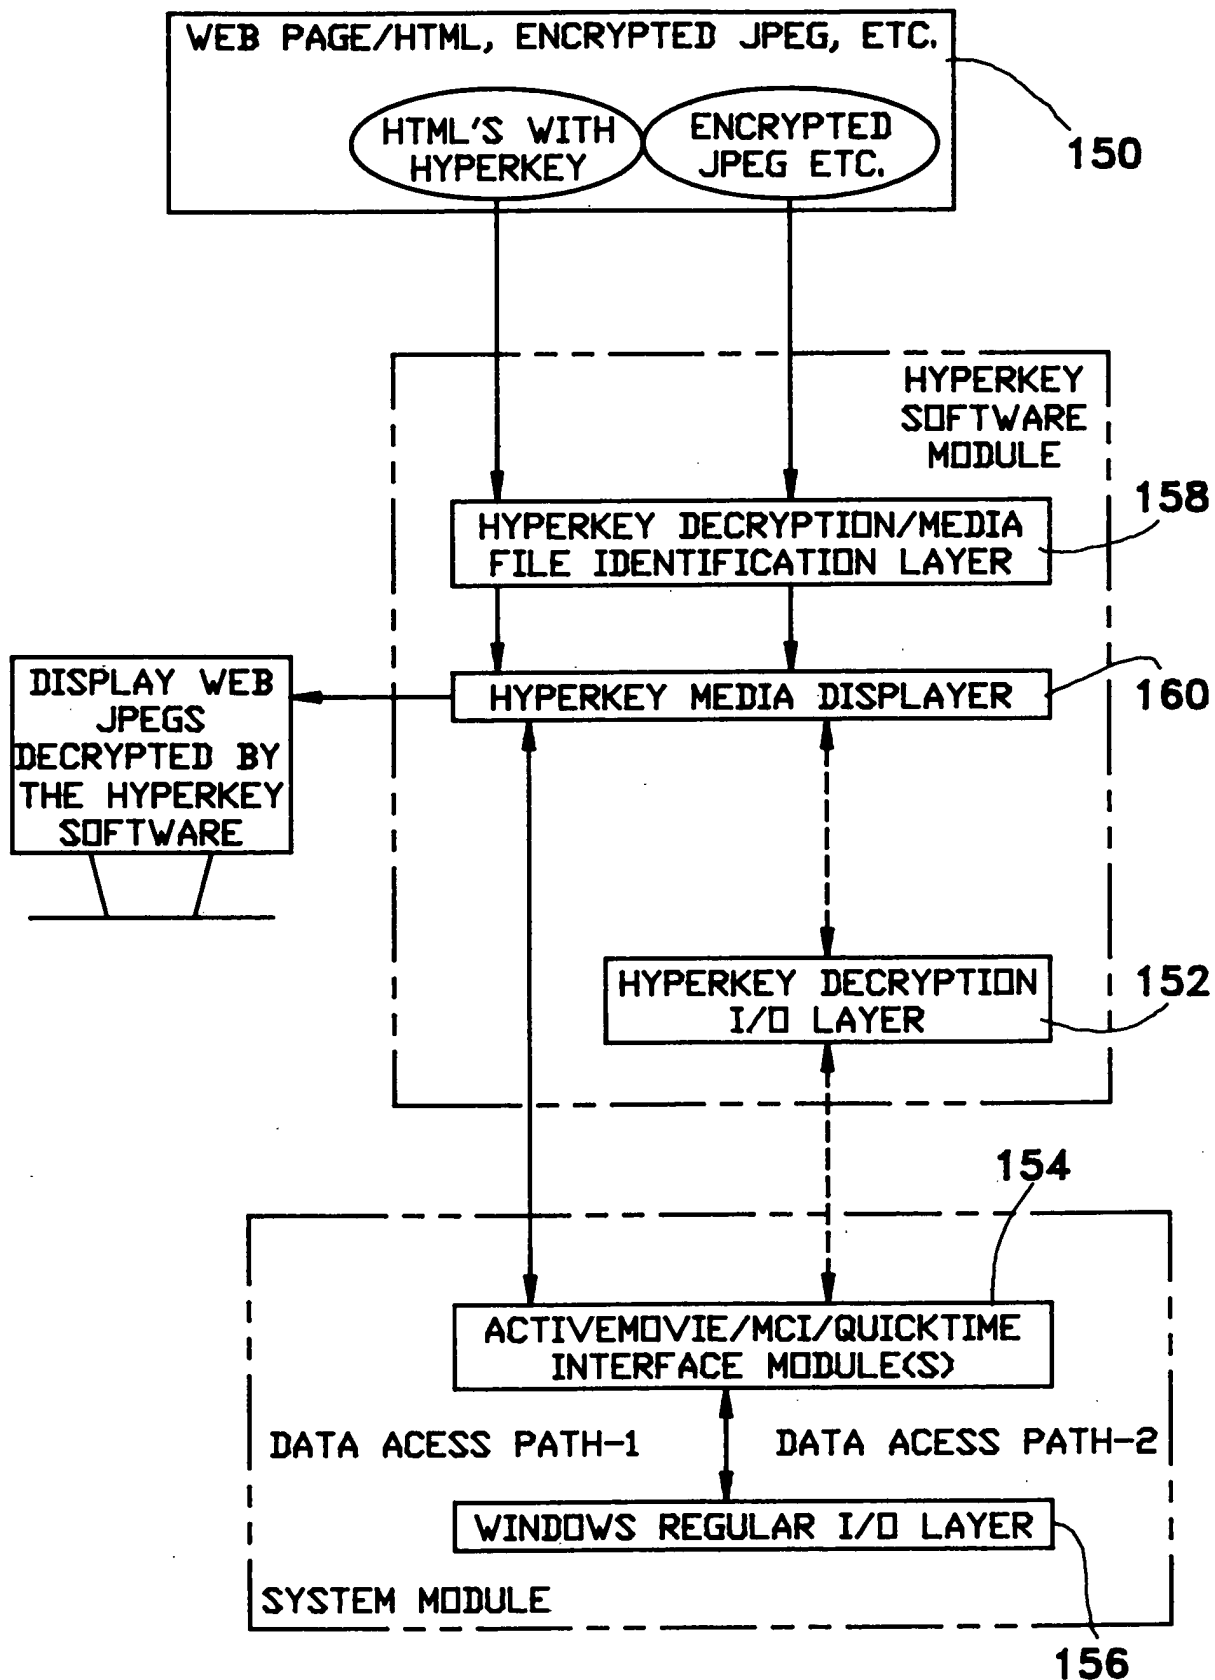 WEB PAGE/HTML, ENCRYPTED JPEG, ETC.
HTML'S WITH
HYPERKEY
ENCRYPTED
JPEG ETC.
150
HYPERKEY
SOFTWARE
MODULE
158
HYPERKEY DECRYPTION/MEDIA
FILE IDENTIFICATION LAYER
160
HYPERKEY MEDIA DISPLAYER
DISPLAY WEB
JPEGS
DECRYPTED BY
THE HYPERKEY
SOFTWARE
152
HYPERKEY DECRYPTION
I/O LAYER
154
ACTIVEMOVIE/MCI/QUICKTIME
INTERFACE MODULE(S)
DATA ACESS PATH-1
DATA ACESS PATH-2
WINDOWS REGULAR I/O LAYER
SYSTEM MODULE
156